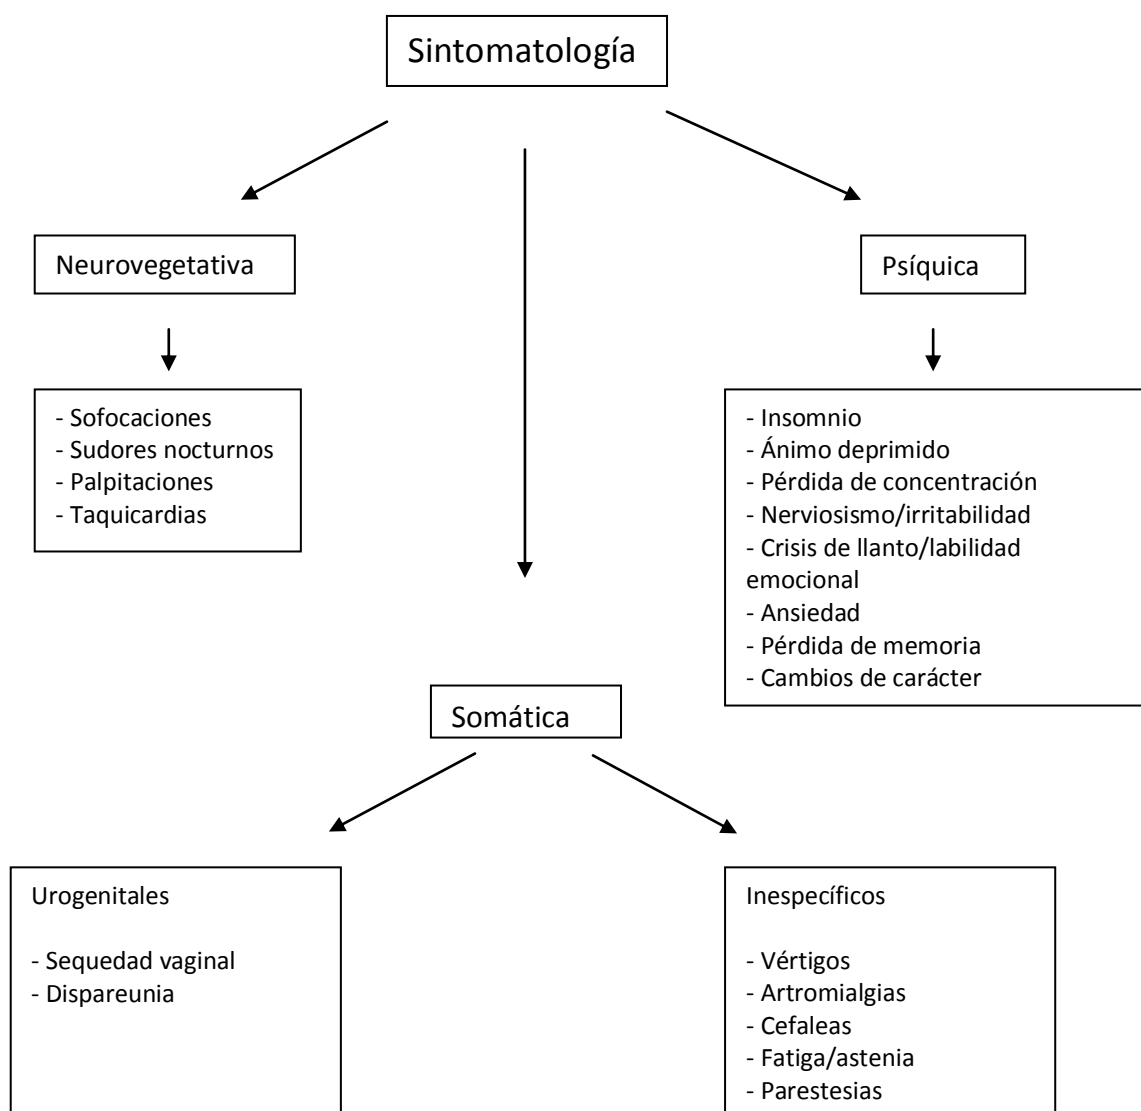 Sintomatología
Neurovegetativa
Psíquica
- Sofocaciones
- Sudores nocturnos
- Palpitaciones
- Taquicardias
- Insomnio
- Ánimo deprimido
- Pérdida de concentración
- Nerviosismo/irritabilidad
- Crisis de llanto/labilidad
emocional
- Ansiedad
- Pérdida de memoria
- Cambios de carácter
Somática
Urogenitales
- Sequedad vaginal
- Dispareunia
Inespecíficos
- Vértigos
- Artromialgias
- Cefaleas
- Fatiga/astenia
- Parestesias